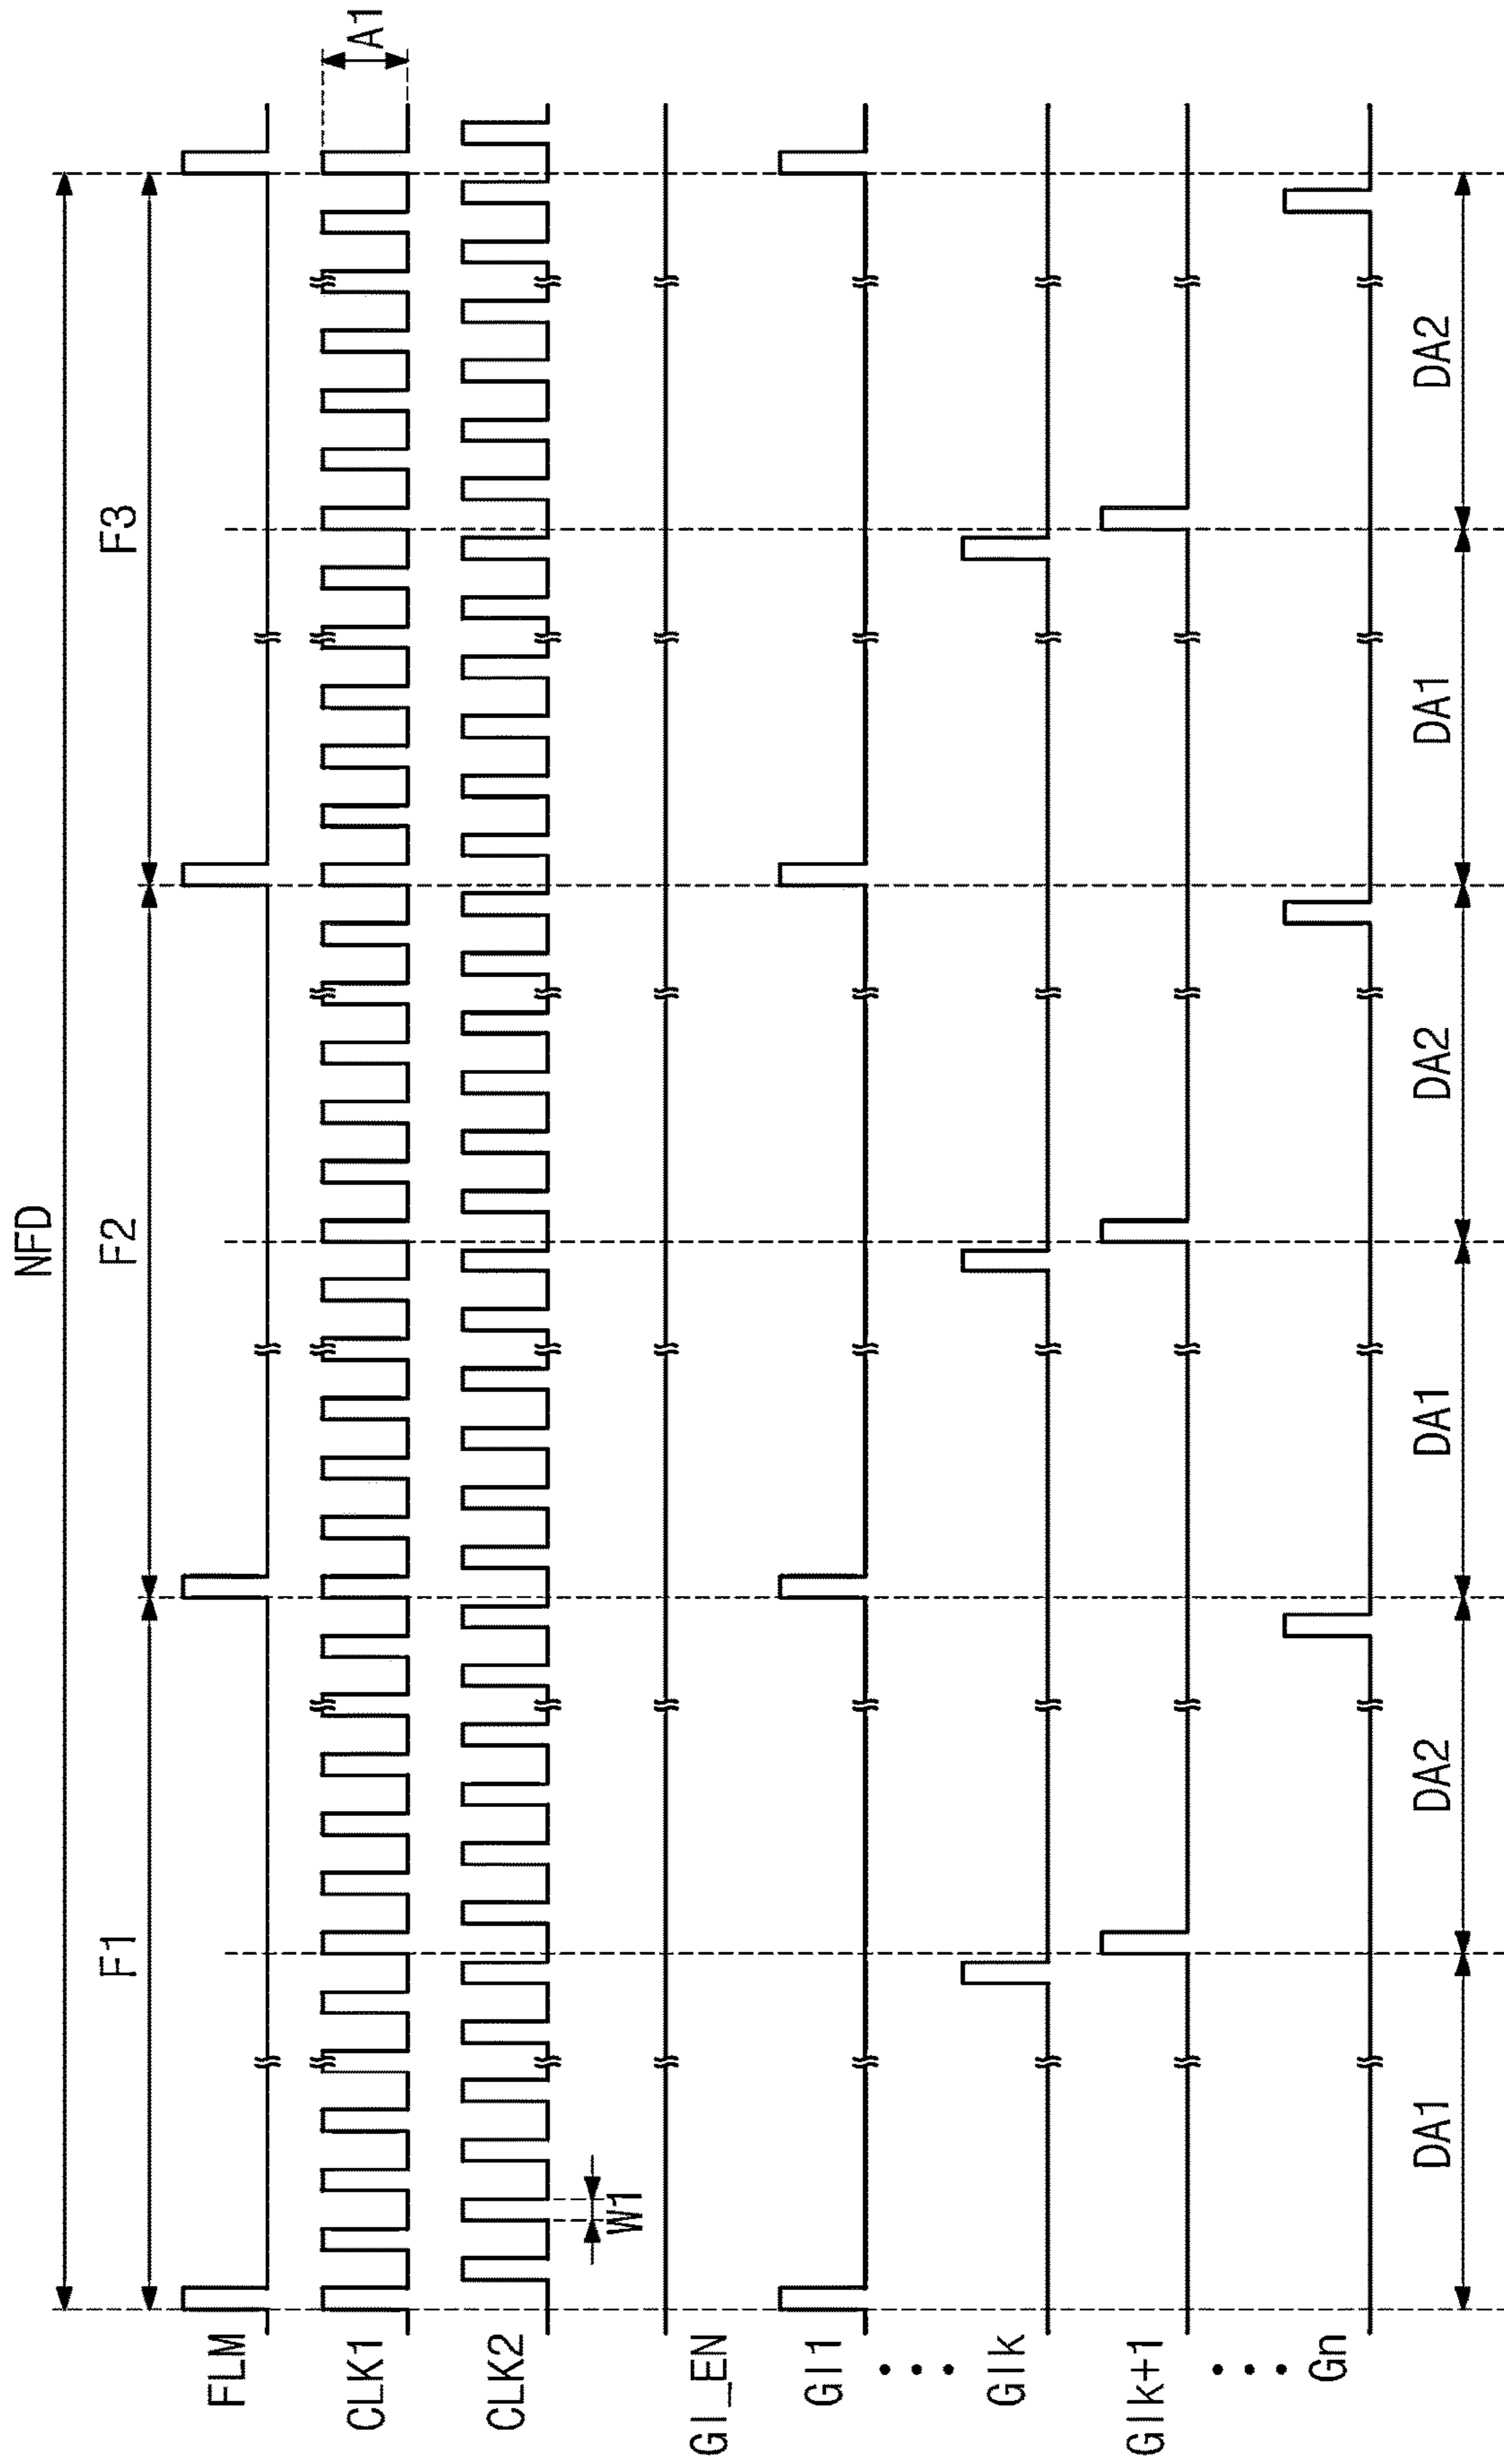 NFD
F1 F2 F3
FLM
CLK1
A1
CLK2
W1
GI_EN
GI1
GIk
GIk+1
Gn
DA1 DA2 DA1 DA2 DA1 DA2